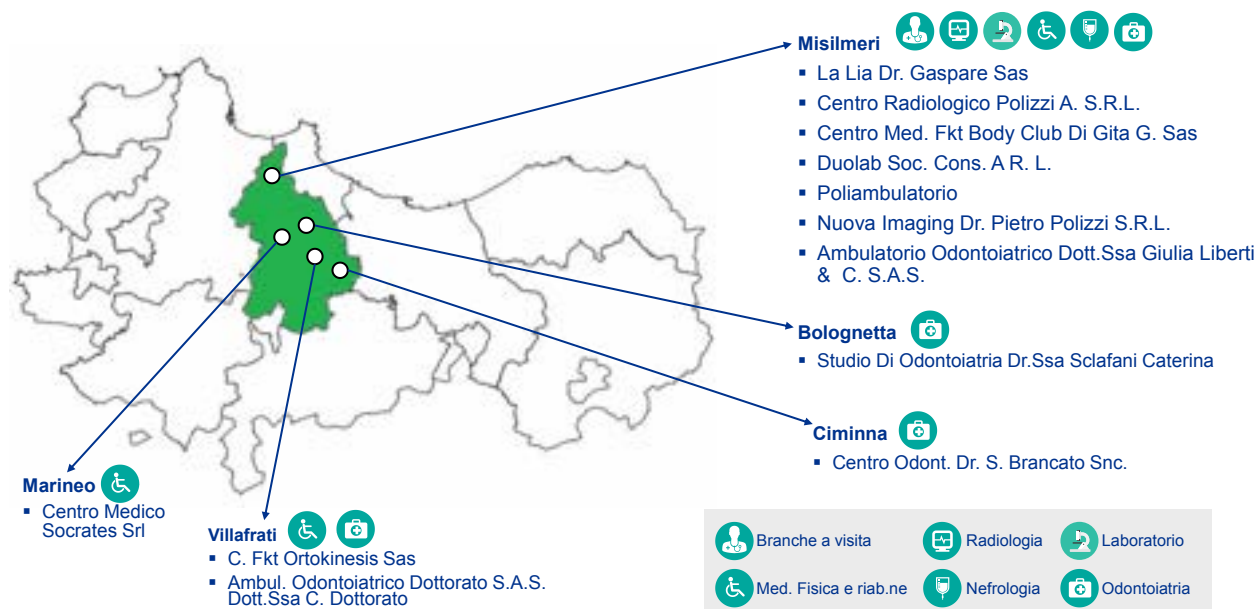 Misilmeri
▪ La Lia Dr. Gaspare Sas
▪ Centro Radiologico Polizzi A. S.R.L.
▪ Centro Med. Fkt Body Club Di Gita G. Sas
▪ Duolab Soc. Cons. A R. L.
▪ Poliambulatorio
▪ Nuova Imaging Dr. Pietro Polizzi S.R.L.
▪ Ambulatorio Odontoiatrico Dott.Ssa Giulia Liberti
& C. S.A.S.
Bolognetta
▪ Studio Di Odontoiatria Dr.Ssa Sclafani Caterina
Ciminna
▪ Centro Odont. Dr. S. Brancato Snc.
Marineo
▪ Centro Medico
Socrates Srl
Villafrati
▪ C. Fkt Ortokinesis Sas
▪ Ambul. Odontoiatrico Dottorato S.A.S.
Dott.Ssa C. Dottorato
Branche a visita
Radiologia
Laboratorio
Med. Fisica e riab.ne
Nefrologia
Odontoiatria